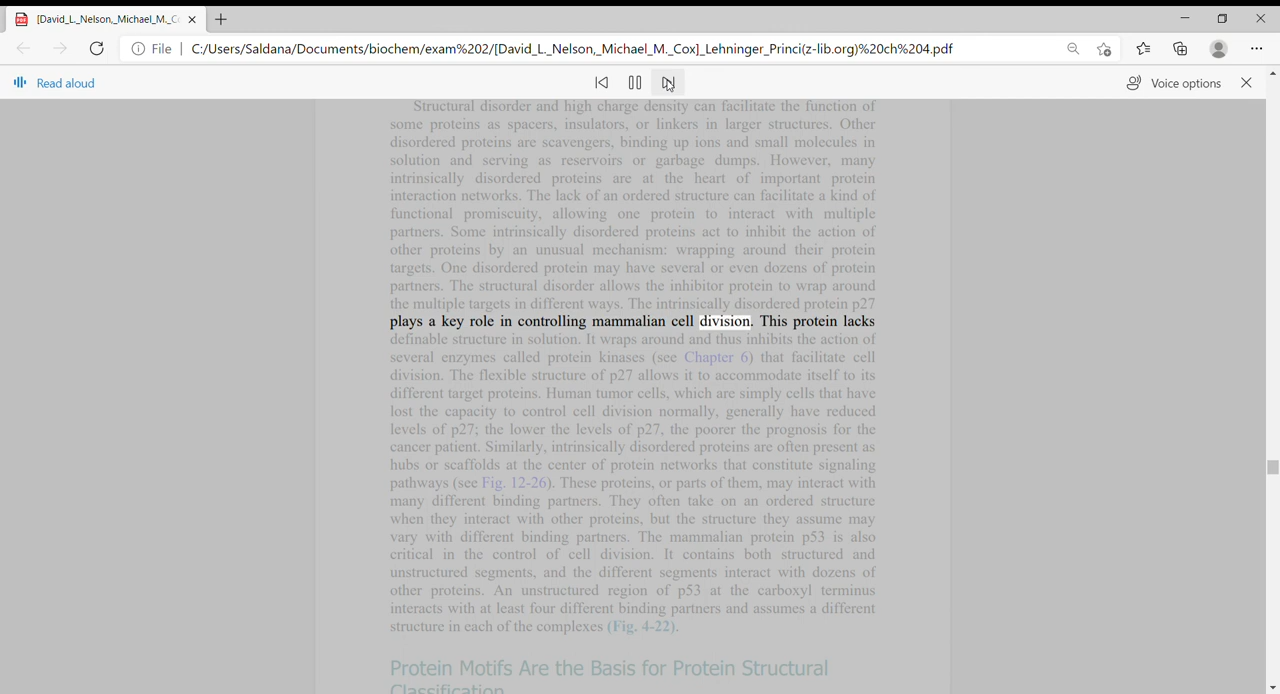 [David_L._Nelson,_Michael_M._C
File
C:/Users/Saldana/Documents/biochem/exam%202/[David_L._Nelson,_Michael_M._Cox]_Lehninger_Princi(z-lib.org)%20ch%204.pdf
Read aloud
Voice options
Structural disorder and high charge density can facilitate the function of
some proteins as spacers, insulators, or linkers in larger structures. Other
disordered proteins are scavengers, binding up ions and small molecules in
solution and serving as reservoirs or garbage dumps. However, many
intrinsically disordered proteins are at the heart of important protein
interaction networks. The lack of an ordered structure can facilitate a kind of
functional promiscuity, allowing one protein to interact with multiple
partners. Some intrinsically disordered proteins act to inhibit the action of
other proteins by an unusual mechanism: wrapping around their protein
targets. One disordered protein may have several or even dozens of protein
partners. The structural disorder allows the inhibitor protein to wrap around
the multiple targets in different ways. The intrinsically disordered protein p27
plays a key role in controlling mammalian cell division. This protein lacks
definable structure in solution. It wraps around and thus inhibits the action of
several enzymes called protein kinases (see Chapter 6) that facilitate cell
division. The flexible structure of p27 allows it to accommodate itself to its
different target proteins. Human tumor cells, which are simply cells that have
lost the capacity to control cell division normally, generally have reduced
levels of p27; the lower the levels of p27, the poorer the prognosis for the
cancer patient. Similarly, intrinsically disordered proteins are often present as
hubs or scaffolds at the center of protein networks that constitute signaling
pathways (see Fig. 12-26). These proteins, or parts of them, may interact with
many different binding partners. They often take on an ordered structure
when they interact with other proteins, but the structure they assume may
vary with different binding partners. The mammalian protein p53 is also
critical in the control of cell division. It contains both structured and
unstructured segments, and the different segments interact with dozens of
other proteins. An unstructured region of p53 at the carboxyl terminus
interacts with at least four different binding partners and assumes a different
structure in each of the complexes (Fig. 4-22).
Protein Motifs Are the Basis for Protein Structural
Classification